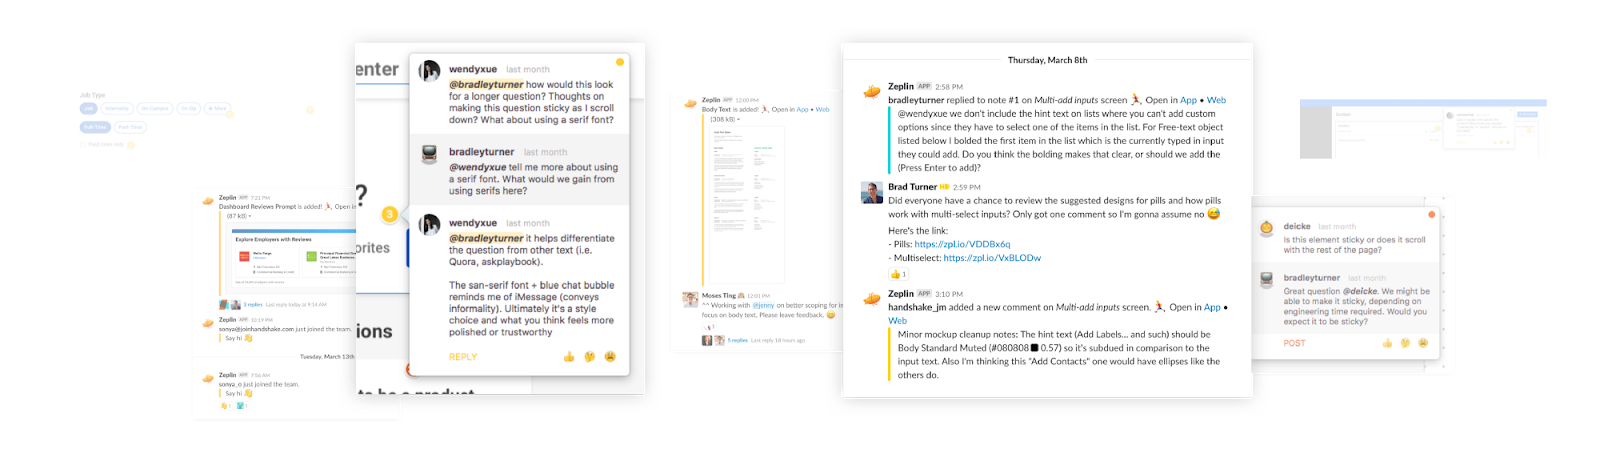 Job Type
Job
Internship
On Campus
Co-Op
+ More
Full-Time
Part-Time
Zeplin APP 7:21 PM
Dashboard Reviews Prompt is added! 🏃, Open in
(87 kB) ▾
Explore Employers with Reviews
3 replies Last reply today at 9:14 AM
Zeplin APP 10:19 PM
sonya@joinhandshake.com just joined the team.
Say hi 👋
Tuesday, March 13th
Zeplin APP 7:56 AM
sonya_o just joined the team.
Say hi 👋
enter
?
orites
ions
to be a product
3
wendyxue last month
@bradleyturner how would this look
for a longer question? Thoughts on
making this question sticky as I scroll
down? What about using a serif font?
bradleyturner last month
@wendyxue tell me more about using
a serif font. What would we gain from
using serifs here?
wendyxue last month
@bradleyturner it helps differentiate
the question from other text (i.e.
Quora, askplaybook).
The san-serif font + blue chat bubble
reminds me of iMessage (conveys
informality). Ultimately it's a style
choice and what you think feels more
polished or trustworthy
REPLY 👍 🤔 😩
Zeplin APP 12:00 PM
Body Text is added! 🏃, Open in App • Web
(308 kB) ▾
Moses Ting 12:01 PM
^^ Working with @jenny on better scoping for i
focus on body text. Please leave feedback. 😅
5 replies Last reply 18 hours ago
Thursday, March 8th
Zeplin APP 2:58 PM
bradleyturner replied to note #1 on Multi-add inputs screen 🏃, Open in App • Web
@wendyxue we don't include the hint text on lists where you can't add custom
options since they have to select one of the items in the list. For Free-text object
listed below I bolded the first item in the list which is the currently typed in input
they could add. Do you think the bolding makes that clear, or should we add the
(Press Enter to add)?
Brad Turner 2:59 PM
Did everyone have a chance to review the suggested designs for pills and how pills
work with multi-select inputs? Only got one comment so I'm gonna assume no 😅
Here's the link:
- Pills: https://zpl.io/VDDBx6q
- Multiselect: https://zpl.io/VxBLODw
👍 1
Zeplin APP 3:10 PM
handshake_jm added a new comment on Multi-add inputs screen. 🏃, Open in App •
Web
Minor mockup cleanup notes: The hint text (Add Labels... and such) should be
Body Standard Muted (#080808 0.57) so it's subdued in comparison to the
input text. Also I'm thinking this "Add Contacts" one would have ellipses like the
others do.
deicke last month
Is this element sticky or does it scroll
with the rest of the page?
bradleyturner last month
Great question @deicke. We might be
able to make it sticky, depending on
engineering time required. Would you
expect it to be sticky?
POST 👍 🤔 😩